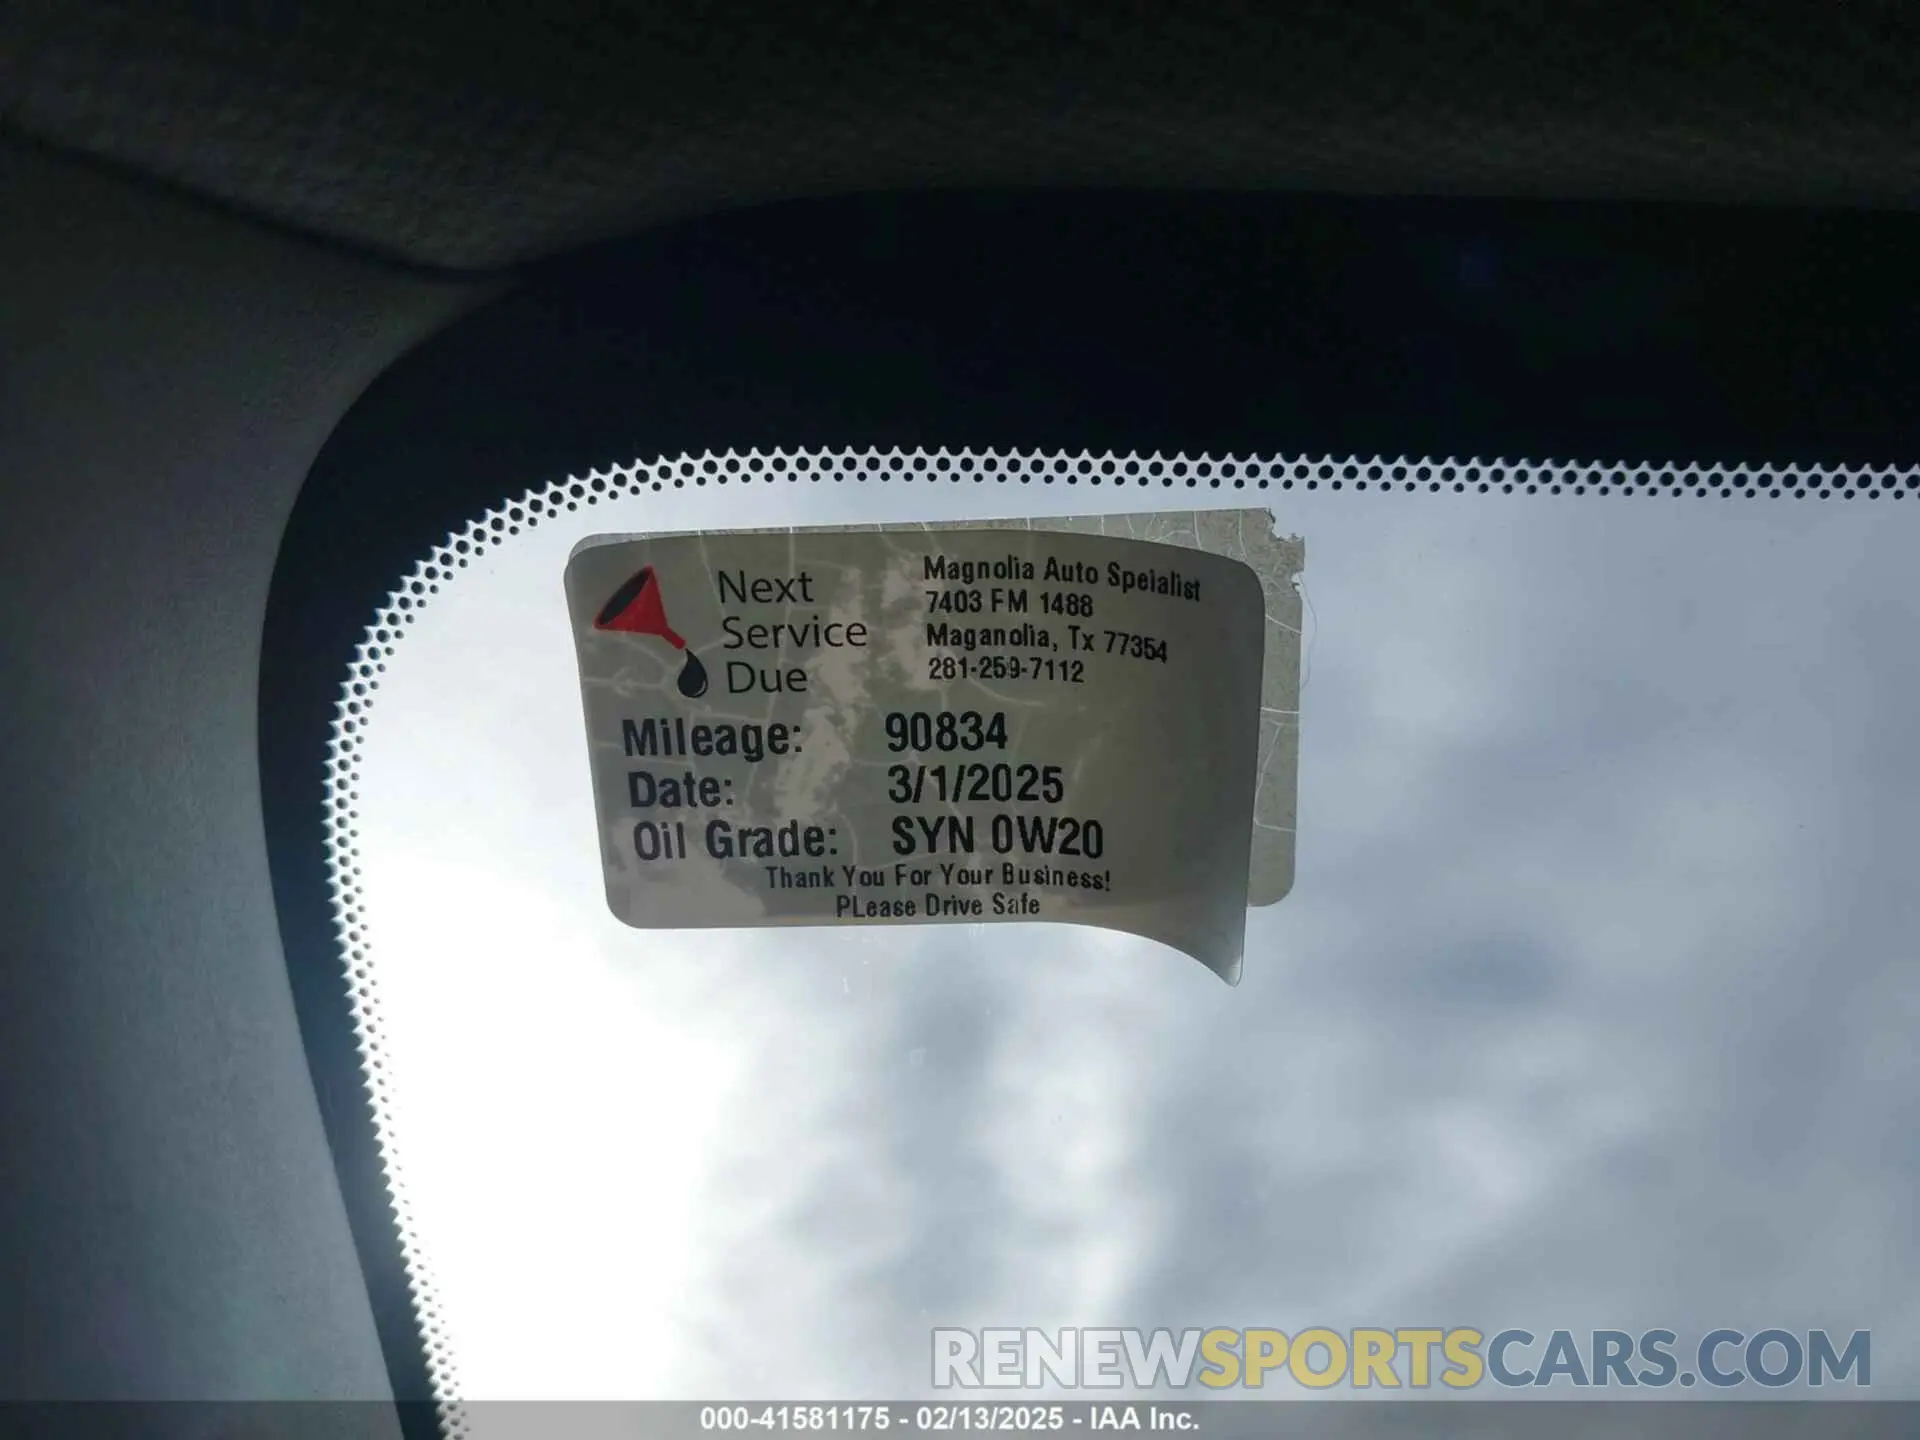 Next
Service
Due
Magnolia Auto Speialist
7403 FM 1488
Maganolia, Tx 77354
281-259-7112
Mileage: 90834
Date: 3/1/2025
Oil Grade: SYN 0W20
Thank You For Your Business!
PLease Drive Safe
RENEWSPORTSCARS.COM
000-41581175 - 02/13/2025 - IAA Inc.